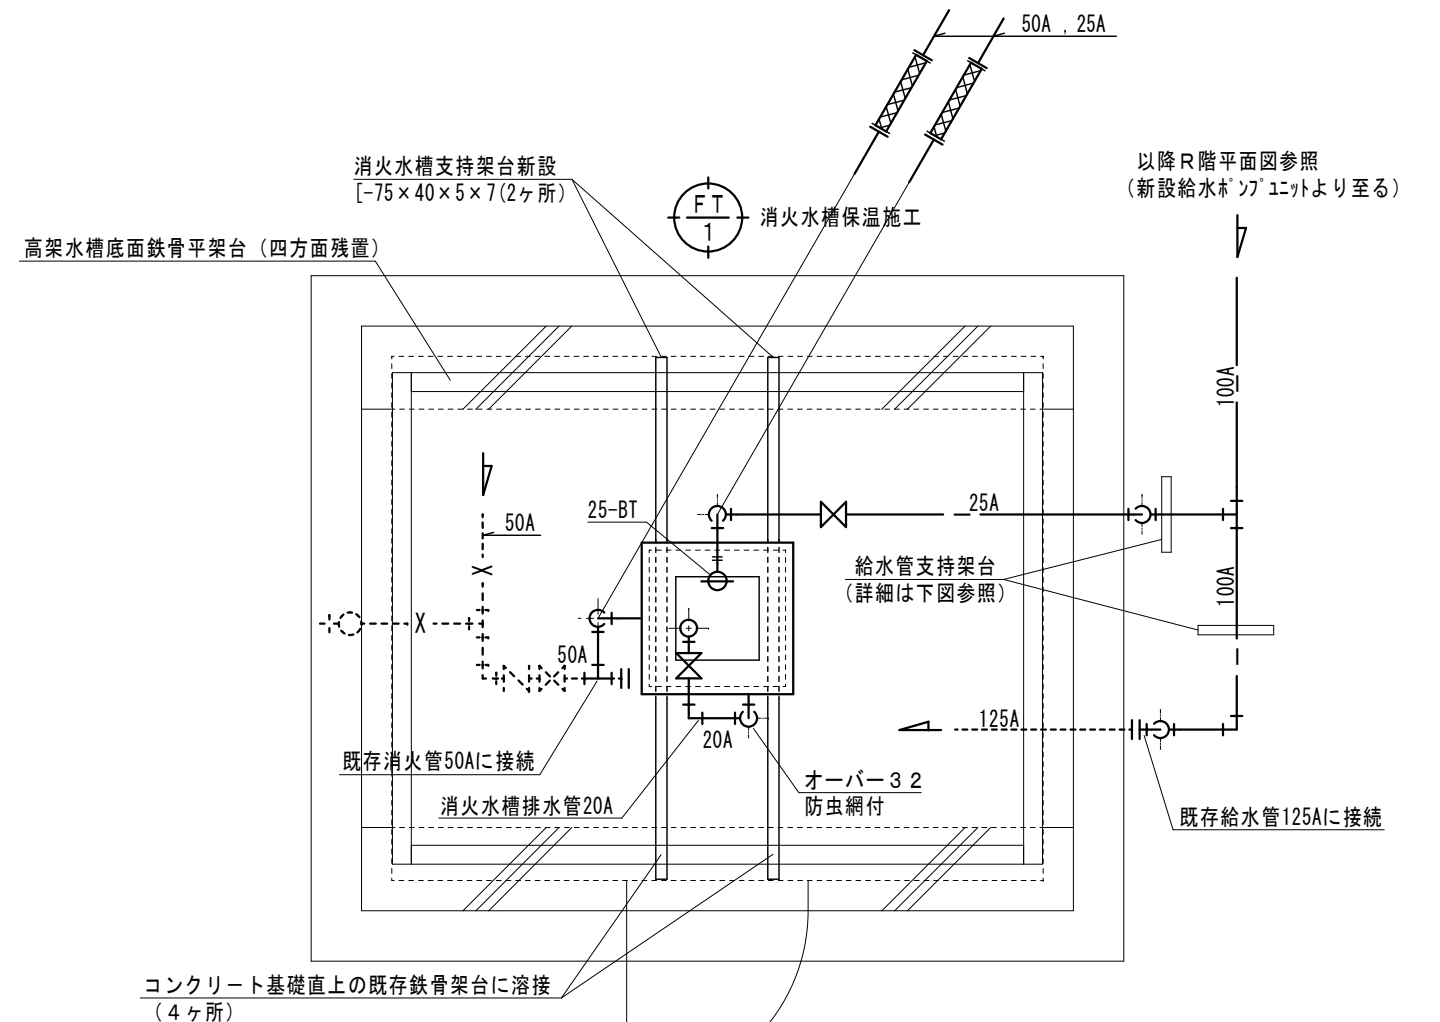 50A , 25A
消火水槽支持架台新設
[-75×40×5×7(2ヶ所)
以降R階平面図参照
(新設給水ﾎﾟﾝﾌﾟﾕﾆｯﾄより至る)
FT
1
消火水槽保温施工
高架水槽底面鉄骨平架台 (四方面残置)
100A
25-BT
25A
50A
給水管支持架台
(詳細は下図参照)
100A
X
X
50A
125A
20A
既存消火管50Aに接続
オーバー32
防虫網付
消火水槽排水管20A
既存給水管125Aに接続
コンクリート基礎直上の既存鉄骨架台に溶接
(4ヶ所)